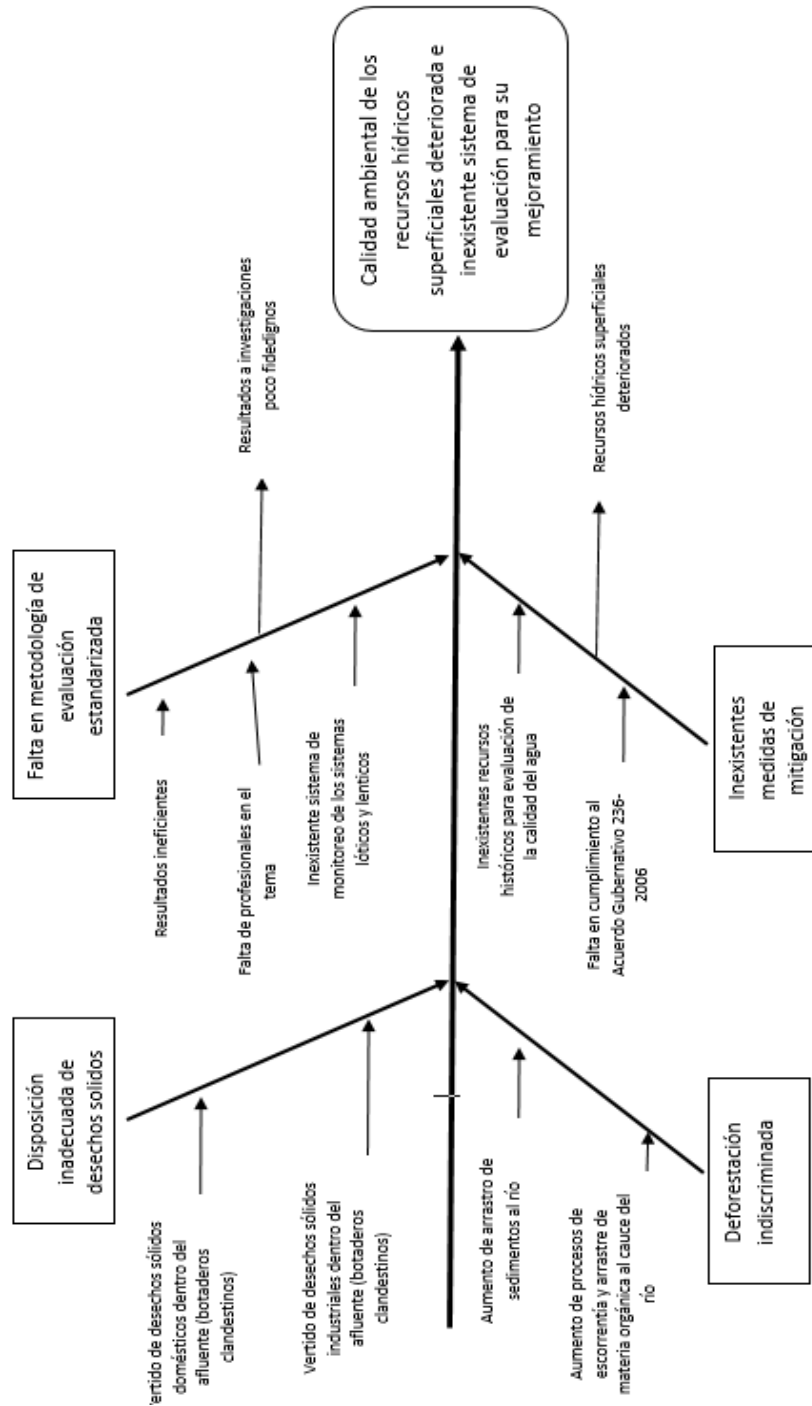 Disposición
inadecuada de
desechos solidos
Vertido de desechos sólidos
domésticos dentro del
afluente (botaderos
clandestinos)
Vertido de desechos sólidos
industriales dentro del
afluente (botaderos
clandestinos)
Falta en metodología de
evaluación
estandarizada
Resultados ineficientes
Falta de profesionales en el
tema
Inexistente sistema de
monitoreo de los sistemas
lóticos y lenticos
Resultados a investigaciones
poco fidedignos
Calidad ambiental de los
recursos hídricos
superficiales deteriorada e
inexistente sistema de
evaluación para su
mejoramiento
Aumento de arrastro de
sedimentos al río
Aumento de procesos de
escorrentía y arrastre de
materia orgánica al cauce del
río
Deforestación
indiscriminada
Inexistentes recursos
históricos para evaluación de
la calidad del agua
Falta en cumplimiento al
Acuerdo Gubernativo 236-
2006
Recursos hídricos superficiales
deteriorados
Inexistentes
medidas de
mitigación